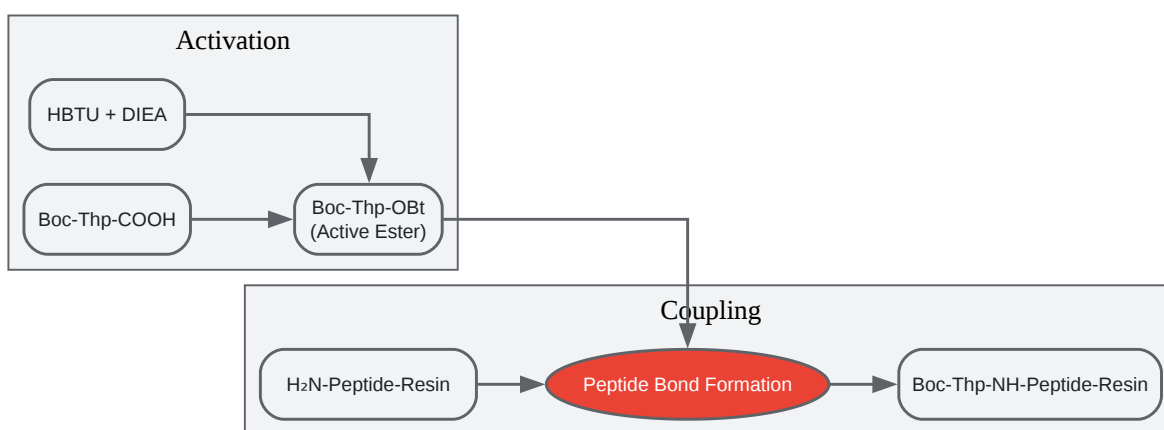 Activation
HBTU + DIEA
Boc-Thp-COOH
Boc-Thp-OBt
(Active Ester)
Coupling
H₂N-Peptide-Resin
Peptide Bond Formation
Boc-Thp-NH-Peptide-Resin